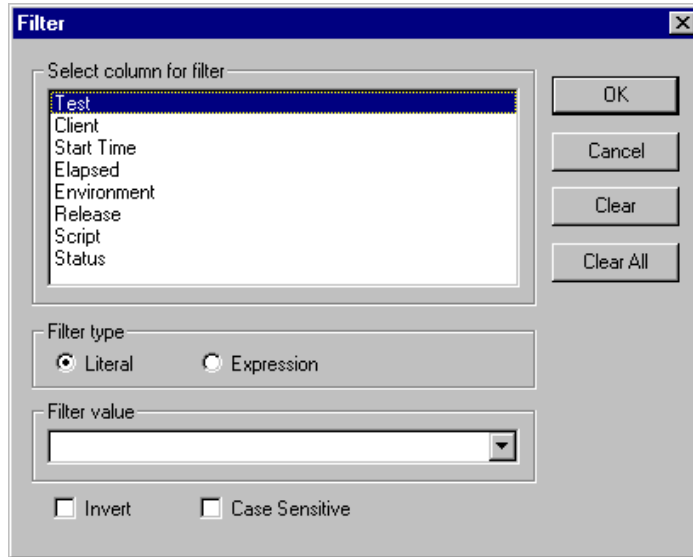 Filter
Select column for filter
Test
Client
Start Time
Elapsed
Environment
Release
Script
Status
OK
Cancel
Clear
Clear All
Filter type
Literal
Expression
Filter value
Invert
Case Sensitive